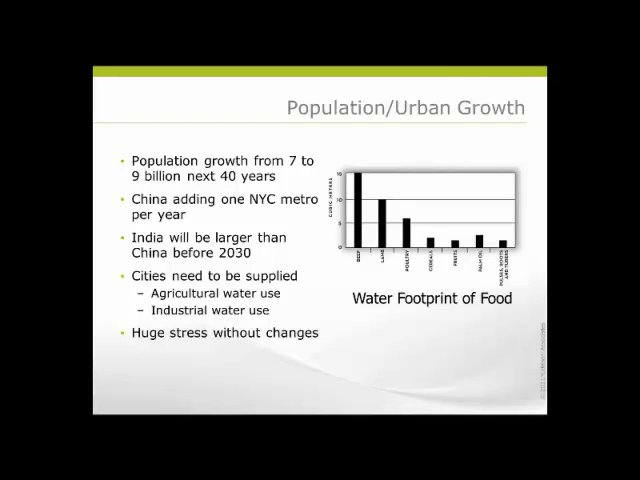 Population/Urban Growth
• Population growth from 7 to
9 billion next 40 years
• China adding one NYC metro
per year
• India will be larger than
China before 2030
• Cities need to be supplied
– Agricultural water use
– Industrial water use
• Huge stress without changes
CUBIC METERS
15
10
5
0
BEEF
LAMB
POULTRY
CEREALS
FRUITS
PALM OIL
PULSES, ROOTS
AND TUBERS
Water Footprint of Food
Associates